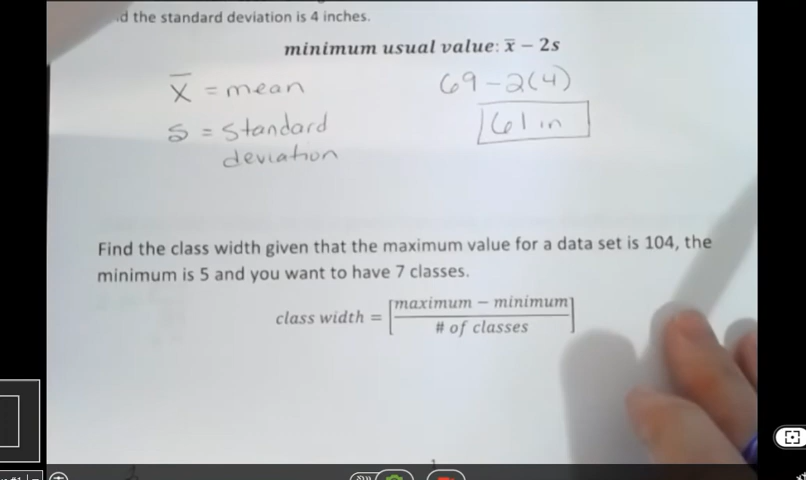 the standard deviation is 4 inches.
minimum usual value: x̄ − 2s
x̄ = mean
69 − 2(4)
s = standard
deviation
61 in
Find the class width given that the maximum value for a data set is 104, the
minimum is 5 and you want to have 7 classes.
class width = ⌈maximum − minimum
# of classes⌉